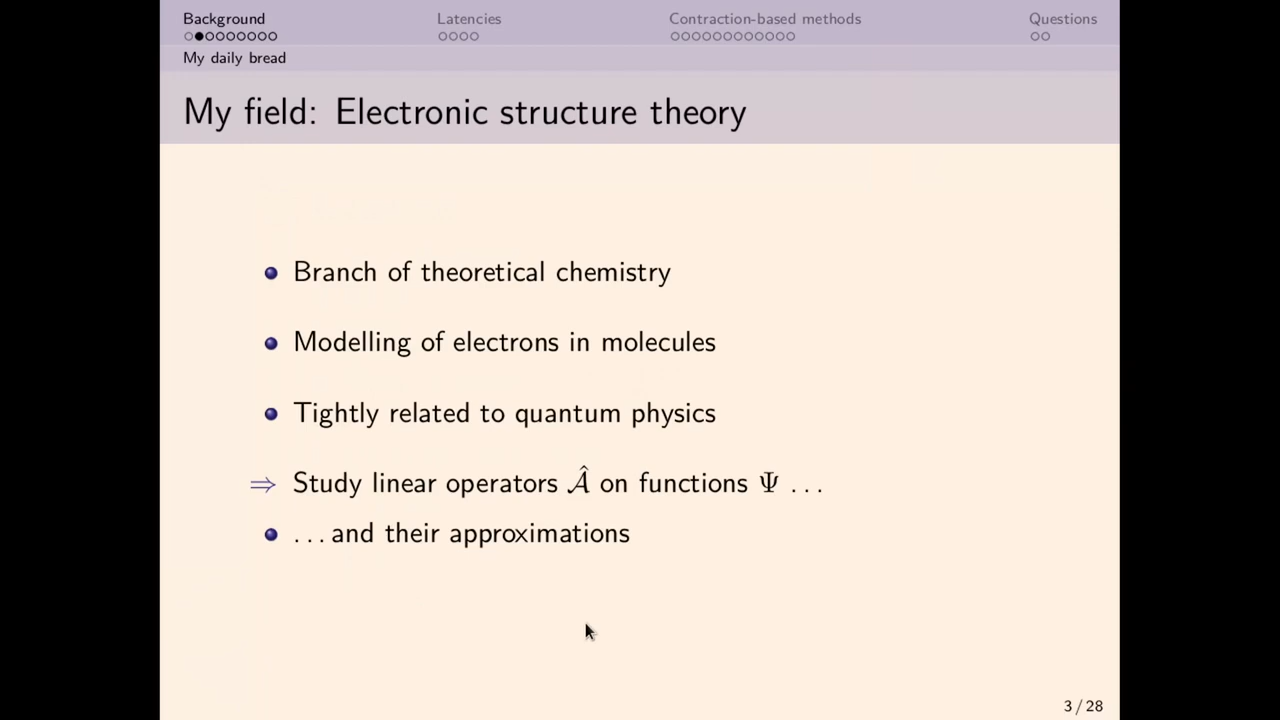 Background Latencies Contraction-based methods Questions
My daily bread
My field: Electronic structure theory
Branch of theoretical chemistry
Modelling of electrons in molecules
Tightly related to quantum physics
⇒ Study linear operators 𝒜̂ on functions Ψ . . .
. . . and their approximations
3 / 28